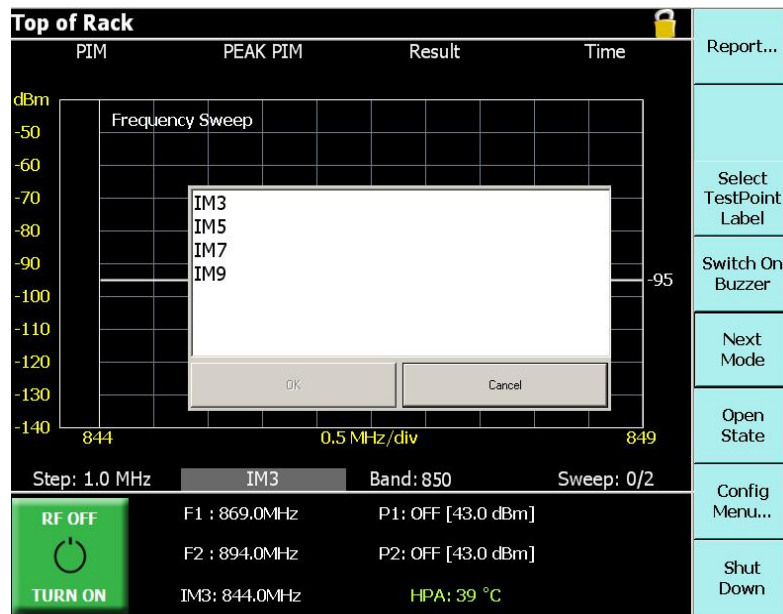 Top of Rack
PIM PEAK PIM Result Time
dBm
Frequency Sweep
-50
-60
-70
-80
-90
-100
-110
-120
-130
-140
IM3
IM5
IM7
IM9
OK Cancel
-95
844 0.5 MHz/div 849
Step: 1.0 MHz IM3 Band: 850 Sweep: 0/2
RF OFF
TURN ON
F1 : 869.0MHz P1: OFF [43.0 dBm]
F2 : 894.0MHz P2: OFF [43.0 dBm]
IM3: 844.0MHz HPA: 39 °C
Report...
Select
TestPoint
Label
Switch On
Buzzer
Next
Mode
Open
State
Config
Menu...
Shut
Down